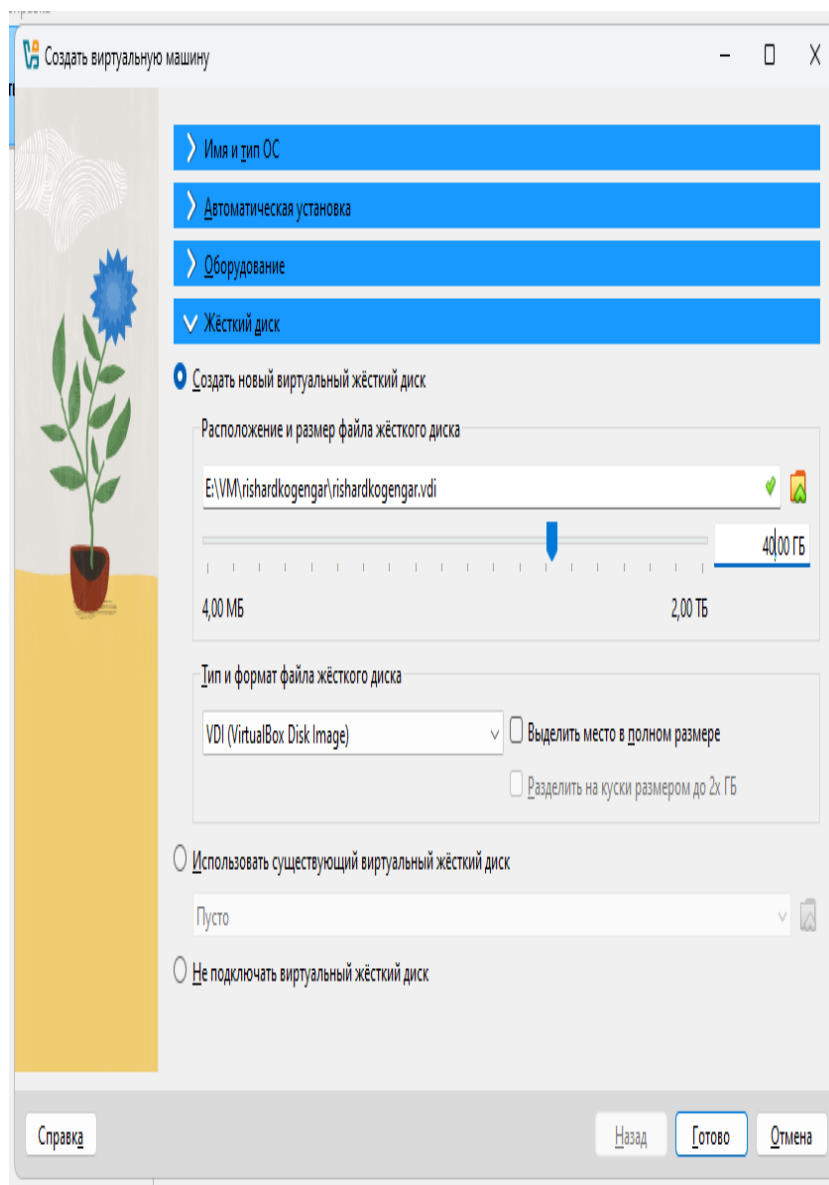 Создать виртуальную машину
Имя и тип ОС
Автоматическая установка
Оборудование
Жёсткий диск
Создать новый виртуальный жёсткий диск
Расположение и размер файла жёсткого диска
E:\VM\rishardkogengar\rishardkogengar.vdi
40,00 ГБ
4,00 МБ 2,00 ТБ
Тип и формат файла жёсткого диска
VDI (VirtualBox Disk Image) Выделить место в полном размере
Разделить на куски размером до 2х ГБ
Использовать существующий виртуальный жёсткий диск
Пусто
Не подключать виртуальный жёсткий диск
Справка Назад Готово Отмена